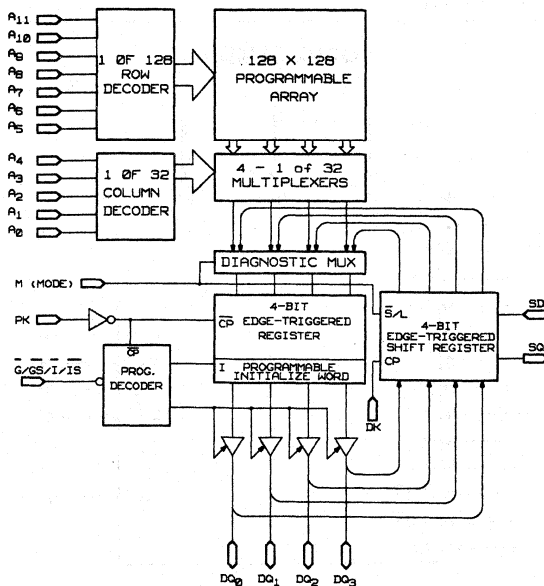 A11
A10
A9
A8
A7
A6
A5
1 OF 128
ROW
DECODER
128 X 128
PROGRAMMABLE
ARRAY
A4
A3
A2
A1
A0
1 OF 32
COLUMN
DECODER
4 - 1 of 32
MULTIPLEXERS
DIAGNOSTIC MUX
M (MODE)
PK
CP
G/GS/I/IS
PROG.
DECODER
CP
4-BIT
EDGE-TRIGGERED
REGISTER
I
PROGRAMMABLE
INITIALIZE WORD
S/L
4-BIT
EDGE-TRIGGERED
SHIFT REGISTER
CP
SD
SQ
DK
DQ0
DQ1
DQ2
DQ3